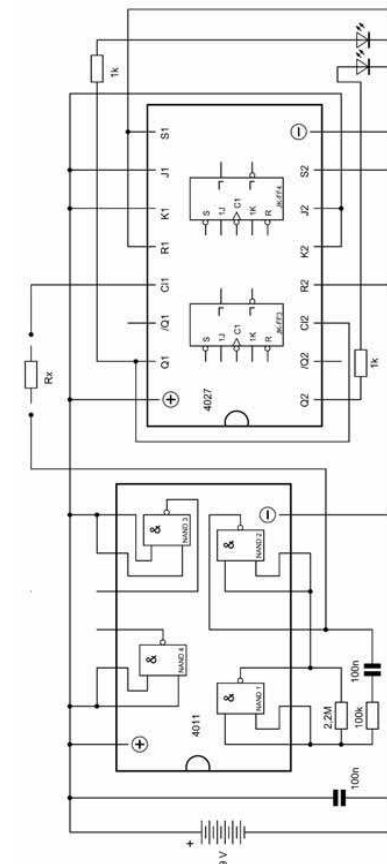 1k
S1
J1
K1
R1
Cl1
/Q1
Q1
+
4027
-
S2
J2
K2
R2
Cl2
/Q2
Q2
S
1J
C1
1K
R
JK-FF4
S
1J
C1
1K
R
JK-FF3
1k
Rx
+
4011
&
NAND 3
&
NAND 4
&
NAND 2
&
NAND 1
-
2.2M
100k
100n
100n
+
9 V